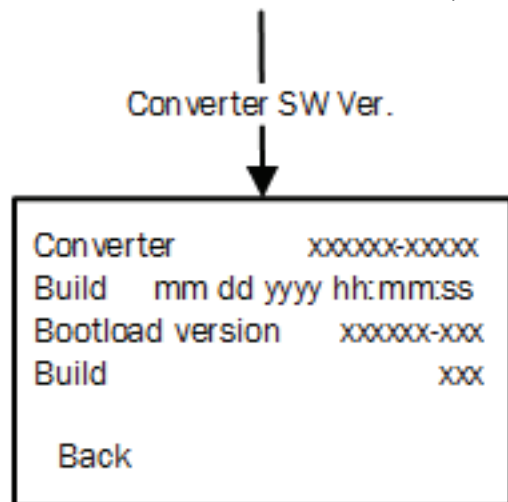 Converter SW Ver.
Converter xxxxxx-xxxxx
Build mm dd yyyy hh:mm:ss
Bootload version xxxxxx-xxx
Build xxx
Back